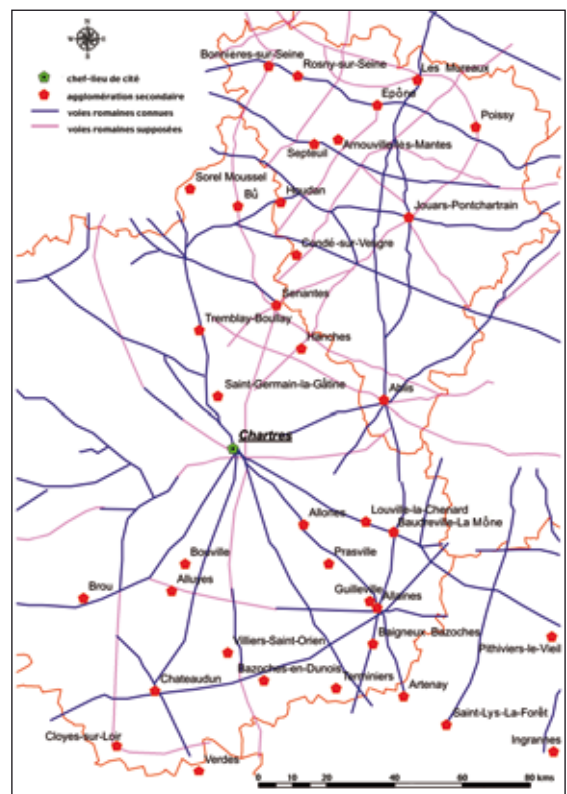 Bonnières-sur-Seine
Rosny-sur-Seine
Les Mureaux
chef-lieu de cité
agglomération secondaire
voies romaines connues
voies romaines supposées
Epône
Poissy
Arnouville-lès-Mantes
Septeuil
Sorel Moussel
Bû
Houdan
Jouars-Pontchartrain
Condé-sur-Vesgre
Senantes
Tremblay-Boullay
Hanches
Saint-Germain-la-Gâtine
Ablis
Chartres
Allones
Louville-la-Chenard
Baudreville-La Mône
Bonville
Prasville
Brou
Alluyes
Guilleville
Allaines
Villiers-Saint-Orien
Baigneux-Bazoches
Pithiviers-le-Vieil
Chateaudun
Bazoches-en-Dunois
Terminiers
Artenay
Saint-Lys-La-Forêt
Cloyes-sur-Loir
Verdes
Ingrannes
0 20 40 60 80 kms